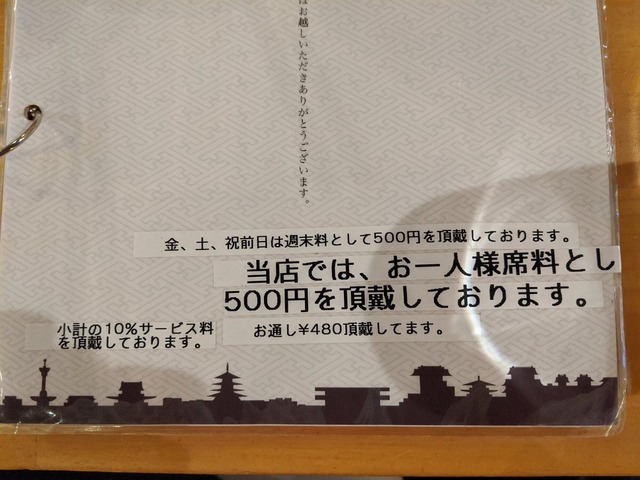 はお越しいただきありがとうございます。
金、土、祝前日は週末料として500円を頂戴しております。
当店では、お一人様席料とし
500円を頂戴しております。
小計の10%サービス料
を頂戴しております。
お通し¥480頂戴してます。